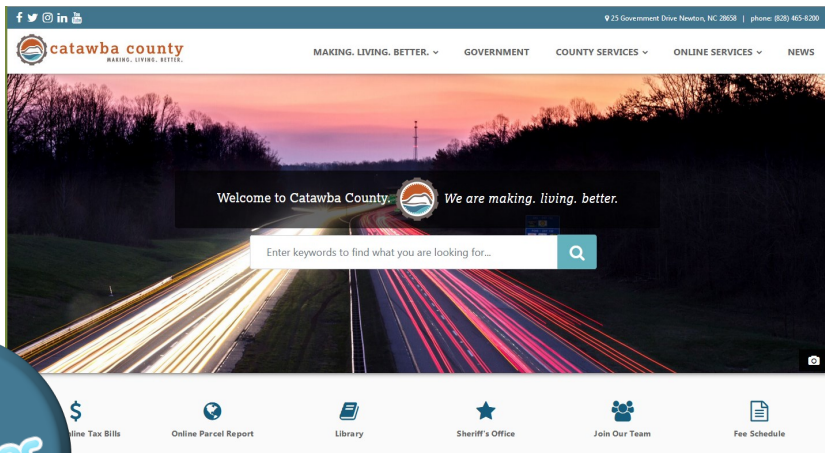 25 Government Drive Newton, NC 28658 | phone: (828) 465-8200
catawba county
MAKING. LIVING. BETTER.
MAKING. LIVING. BETTER. GOVERNMENT COUNTY SERVICES ONLINE SERVICES NEWS
Welcome to Catawba County. We are making. living. better.
Enter keywords to find what you are looking for...
Tax Bills Online Parcel Report Library Sheriff's Office Join Our Team Fee Schedule